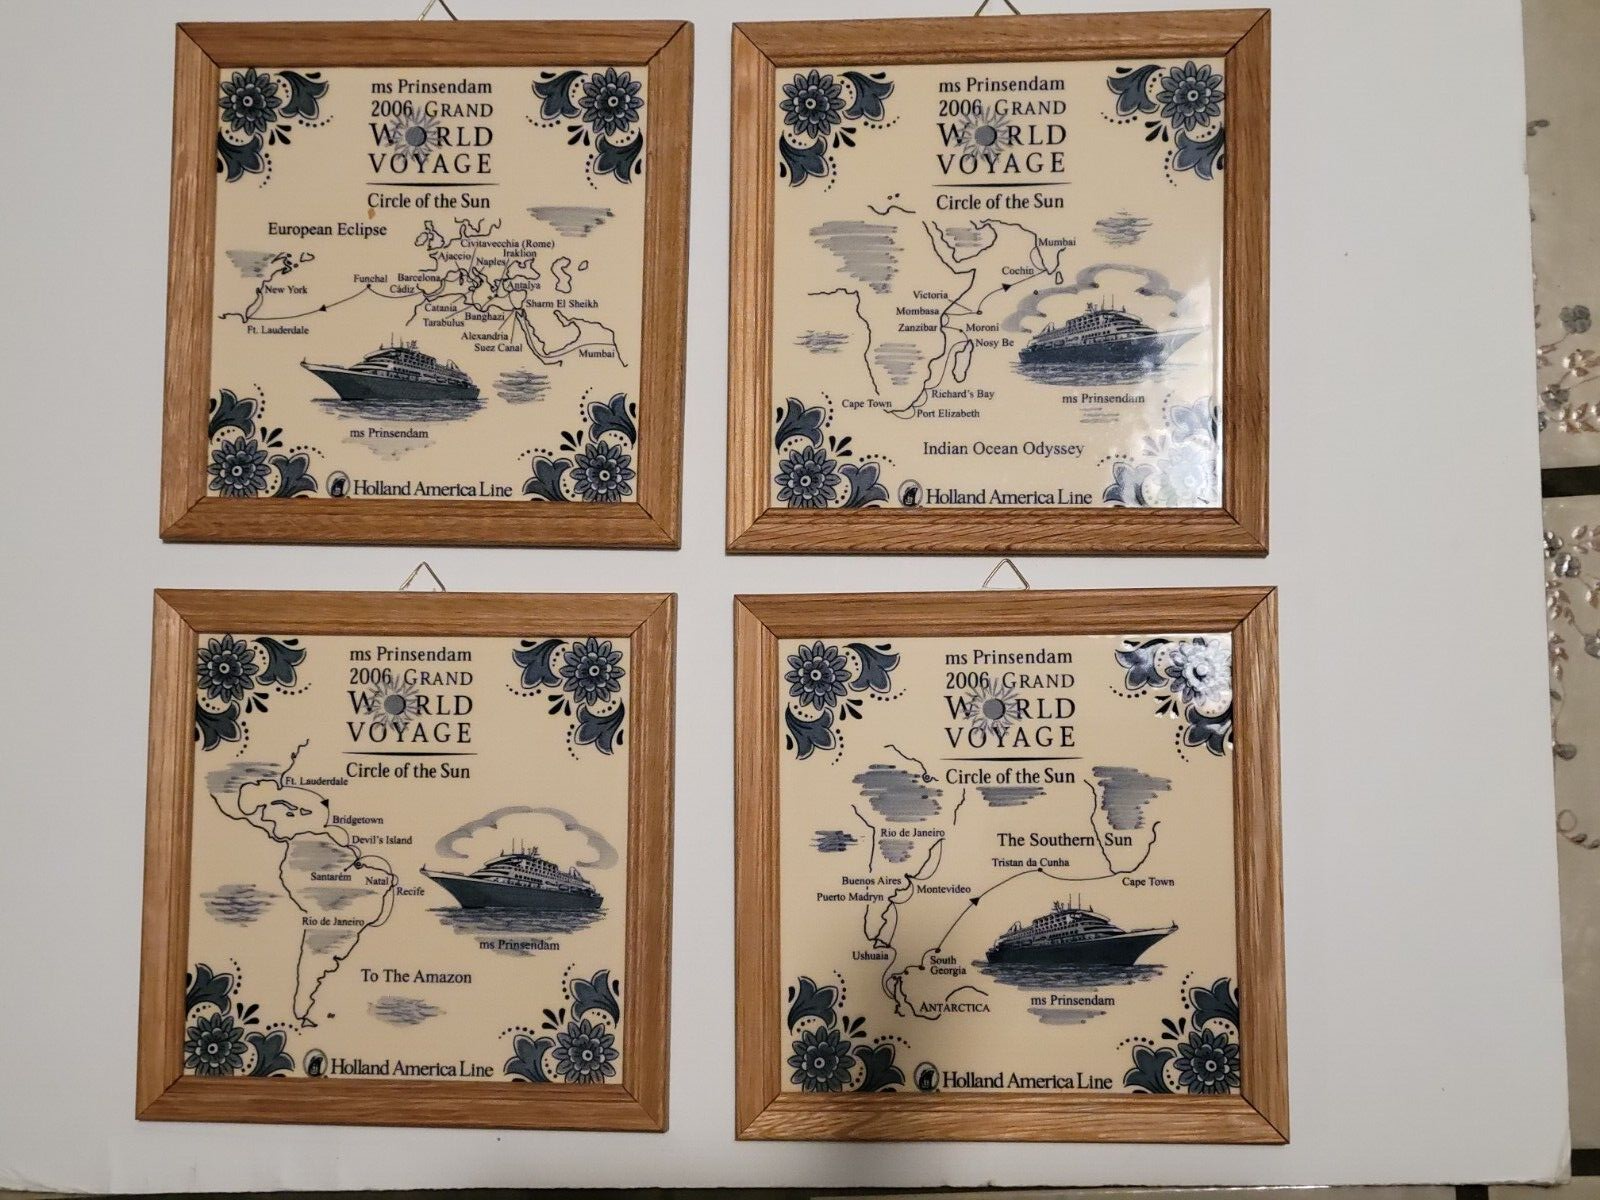 ms Prinsendam
2006 GRAND
WORLD
VOYAGE
Circle of the Sun
European Eclipse
Civitavecchia (Rome)
Ajaccio
Naples
Iraklion
Funchal
Barcelona
Cádiz
Antalya
New York
Catania
Sharm El Sheikh
Ft. Lauderdale
Tarabulus
Banghazi
Alexandria
Suez Canal
Mumbai
ms Prinsendam
Holland America Line
ms Prinsendam
2006 GRAND
WORLD
VOYAGE
Circle of the Sun
Mumbai
Cochin
Victoria
Mombasa
Zanzibar
Moroni
Nosy Be
Richard's Bay
Cape Town
Port Elizabeth
ms Prinsendam
Indian Ocean Odyssey
Holland America Line
ms Prinsendam
2006 GRAND
WORLD
VOYAGE
Circle of the Sun
Ft. Lauderdale
Bridgetown
Devil's Island
Santarém
Natal
Recife
Rio de Janeiro
ms Prinsendam
To The Amazon
Holland America Line
ms Prinsendam
2006 GRAND
WORLD
VOYAGE
Circle of the Sun
Rio de Janeiro
The Southern Sun
Tristan da Cunha
Buenos Aires
Montevideo
Cape Town
Puerto Madryn
Ushuaia
South
Georgia
ANTARCTICA
ms Prinsendam
Holland America Line